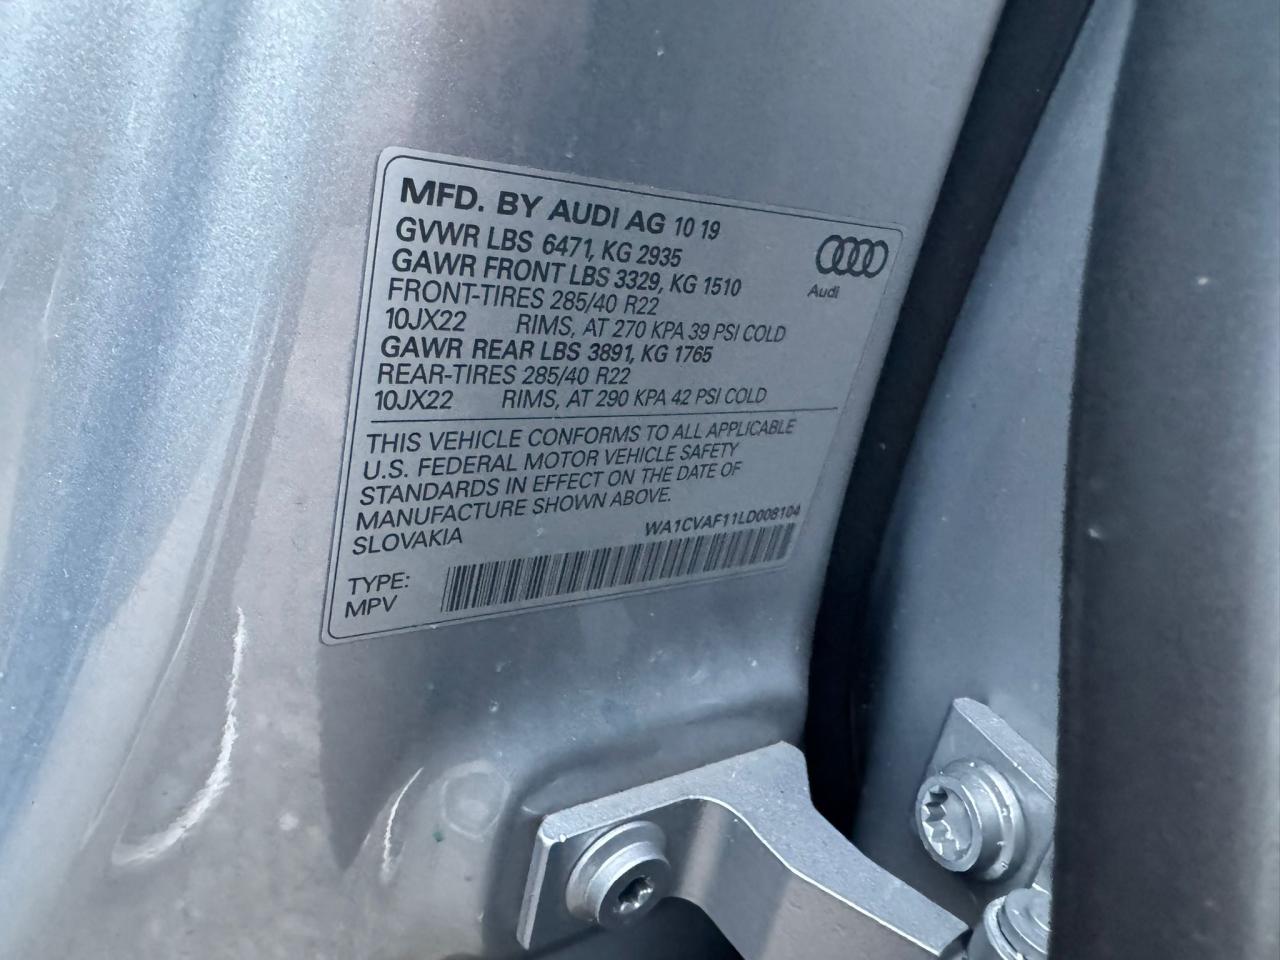 MFD. BY AUDI AG 10 19
GVWR LBS 6471, KG 2935
GAWR FRONT LBS 3329, KG 1510
FRONT-TIRES 285/40 R22
10JX22 RIMS, AT 270 KPA 39 PSI COLD
GAWR REAR LBS 3891, KG 1765
REAR-TIRES 285/40 R22
10JX22 RIMS, AT 290 KPA 42 PSI COLD
Audi
THIS VEHICLE CONFORMS TO ALL APPLICABLE
U.S. FEDERAL MOTOR VEHICLE SAFETY
STANDARDS IN EFFECT ON THE DATE OF
MANUFACTURE SHOWN ABOVE.
SLOVAKIA
WA1CVAF11LD008104
TYPE:
MPV